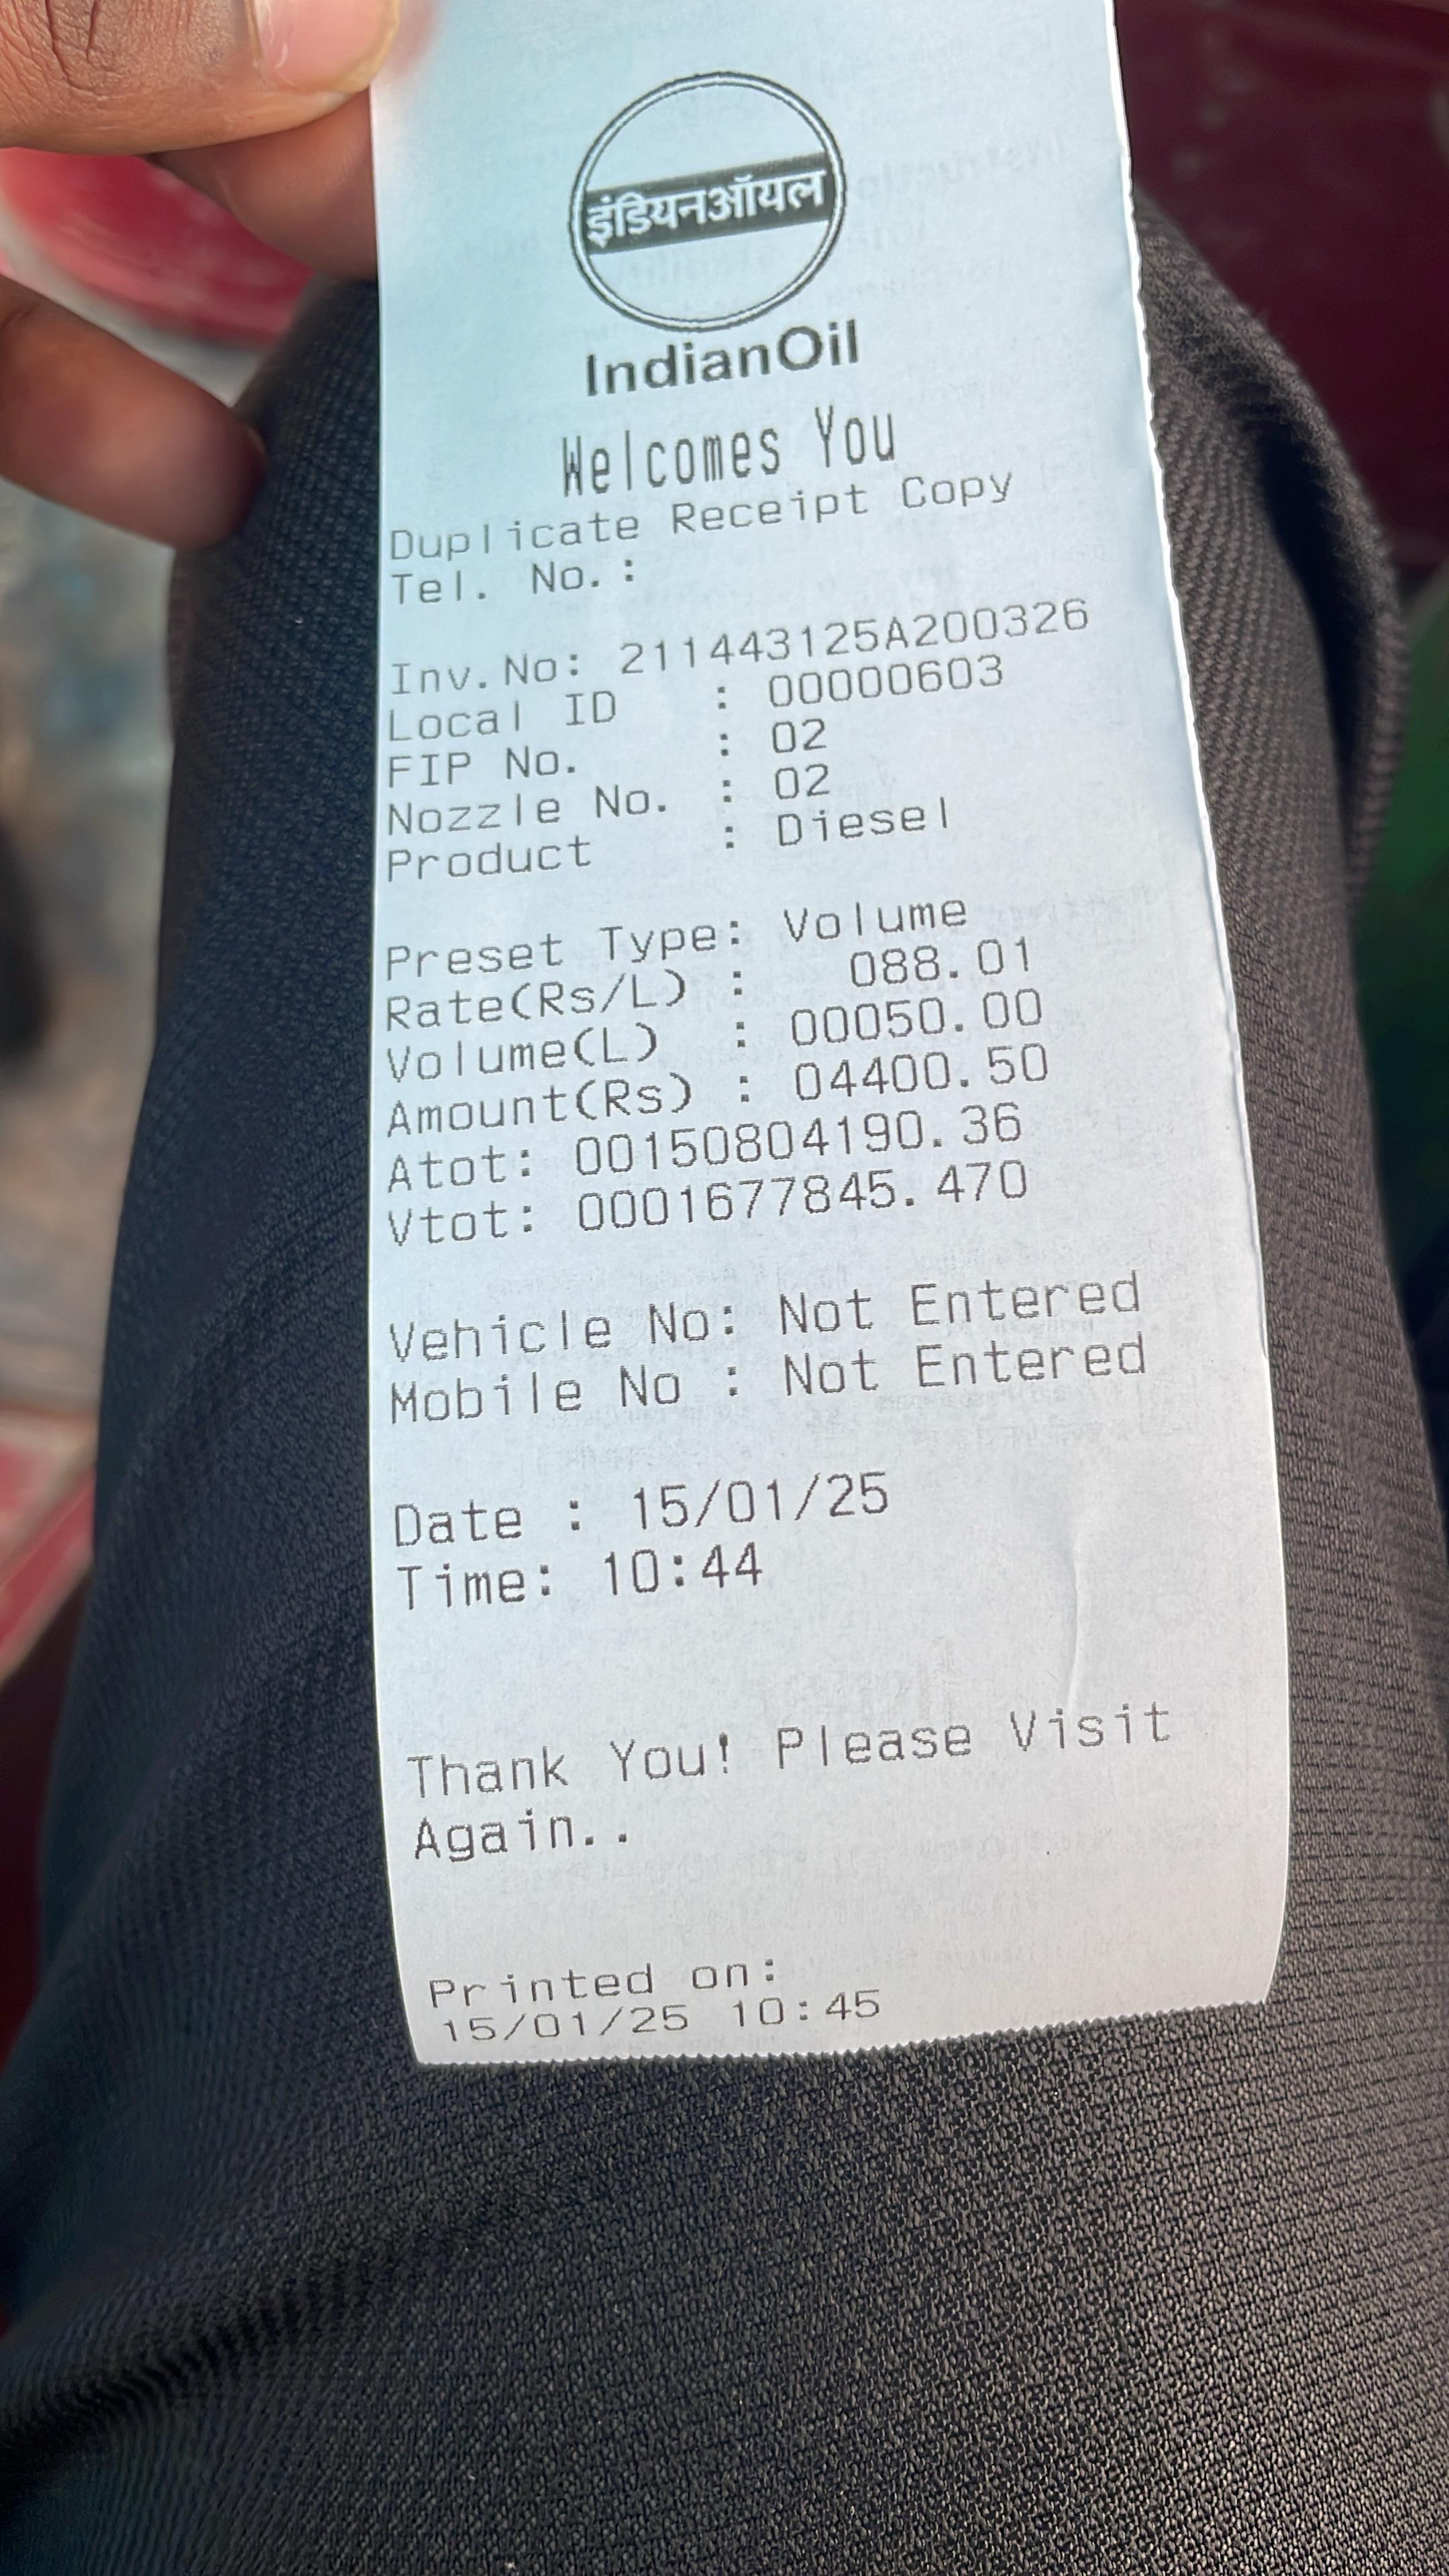 इंडियनऑयल
IndianOil
Welcomes You
Duplicate Receipt Copy
Tel. No.:
Inv.No: 211443125A200326
Local ID : 00000603
FIP No. : 02
Nozzle No. : 02
Product : Diesel
Preset Type: Volume
Rate(Rs/L) : 088.01
Volume(L) : 00050.00
Amount(Rs) : 04400.50
Atot: 00150804190.36
Vtot: 0001677845.470
Vehicle No: Not Entered
Mobile No : Not Entered
Date : 15/01/25
Time: 10:44
Thank You! Please Visit
Again..
Printed on:
15/01/25 10:45